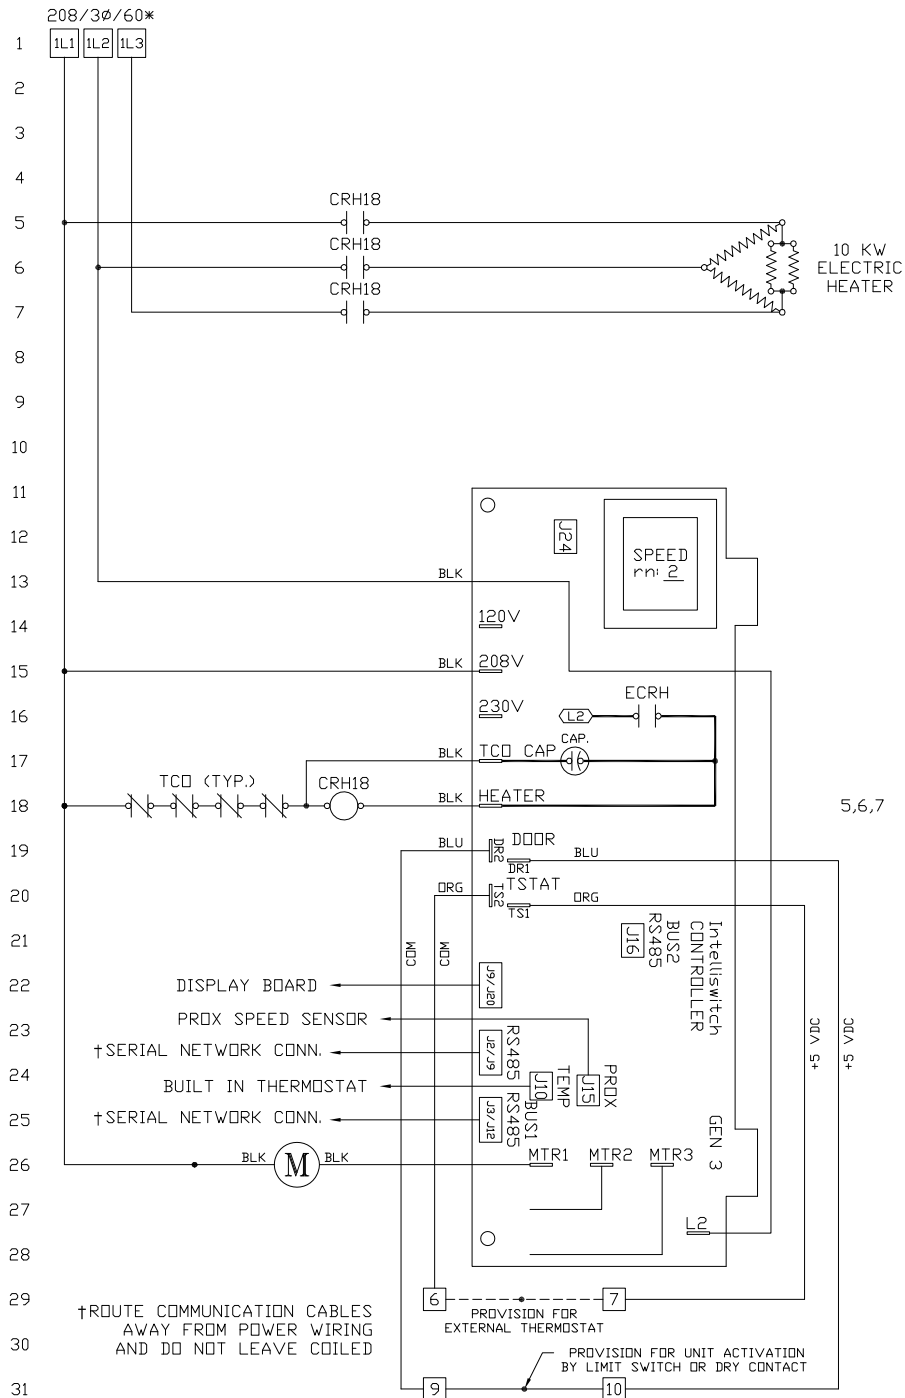 208/3Ø/60*
1 1L1 1L2 1L3
2
3
4
CRH18
5
CRH18
6
10 KW
ELECTRIC
HEATER
CRH18
7
8
9
10
11
12 J24
SPEED
rn: 2
13 BLK
14 120V
15 BLK 208V
ECRH
16 230V L2
CAP.
17 BLK TCO CAP
TCO (TYP.) CRH18
18 BLK HEATER 5,6,7
19 BLU DR2 DOOR
DR1 BLU
20 ORG TS2 TSTAT
TS1 ORG
21 COM COM
J16
RS485
BUS2
Intelliswitch
CONTROLLER
22 DISPLAY BOARD J9/J20
23 PROX SPEED SENSOR
+5 VDC +5 VDC
†SERIAL NETWORK CONN. J2/J9 RS485
24 BUILT IN THERMOSTAT J10 TEMP J15 PROX
25 †SERIAL NETWORK CONN. J3/J12 RS485 BUS1
GEN 3
26 BLK M BLK MTR1 MTR2 MTR3
27
L2
28
29 6 7
PROVISION FOR
EXTERNAL THERMOSTAT
†ROUTE COMMUNICATION CABLES
AWAY FROM POWER WIRING
AND DO NOT LEAVE COILED
30
PROVISION FOR UNIT ACTIVATION
BY LIMIT SWITCH OR DRY CONTACT
31 9 10